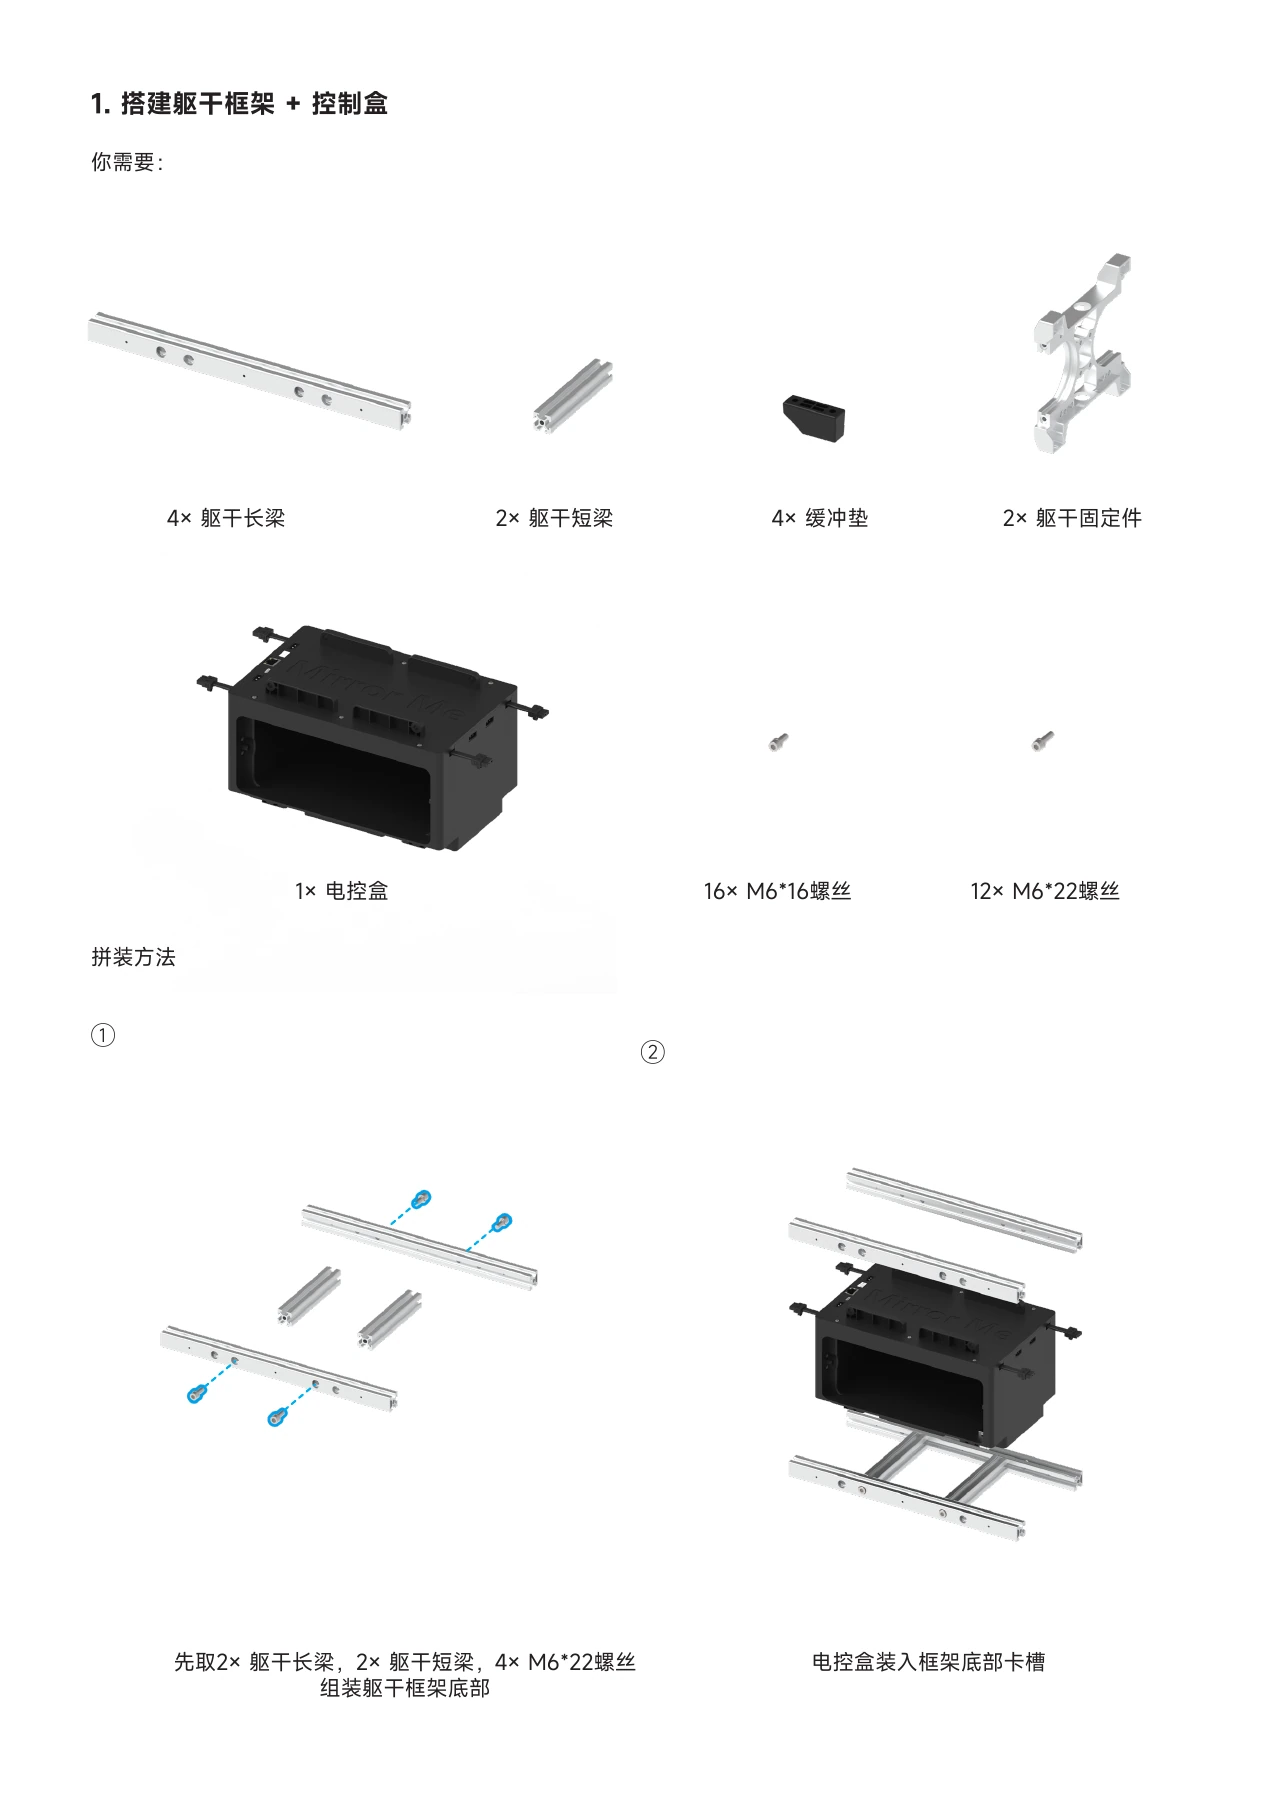 1. 搭建躯干框架 + 控制盒
你需要：
4× 躯干长梁
2× 躯干短梁
4× 缓冲垫
2× 躯干固定件
Mirror Me
1× 电控盒
16× M6*16螺丝
12× M6*22螺丝
拼装方法
①
②
Mirror Me
先取2× 躯干长梁，2× 躯干短梁，4× M6*22螺丝
组装躯干框架底部
电控盒装入框架底部卡槽